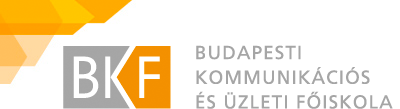 BKF
BUDAPESTI
KOMMUNIKÁCIÓS
ÉS ÜZLETI FŐISKOLA